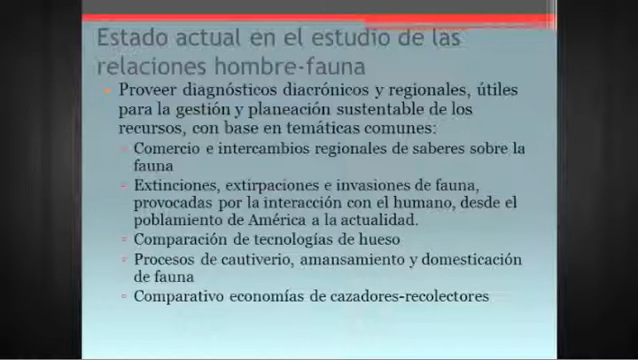 Estado actual en el estudio de las
relaciones hombre-fauna
Proveer diagnósticos diacrónicos y regionales, útiles
para la gestión y planeación sustentable de los
recursos, con base en temáticas comunes:
Comercio e intercambios regionales de saberes sobre la
fauna
Extinciones, extirpaciones e invasiones de fauna,
provocadas por la interacción con el humano, desde el
poblamiento de América a la actualidad.
Comparación de tecnologías de hueso
Procesos de cautiverio, amansamiento y domesticación
de fauna
Comparativo economías de cazadores-recolectores